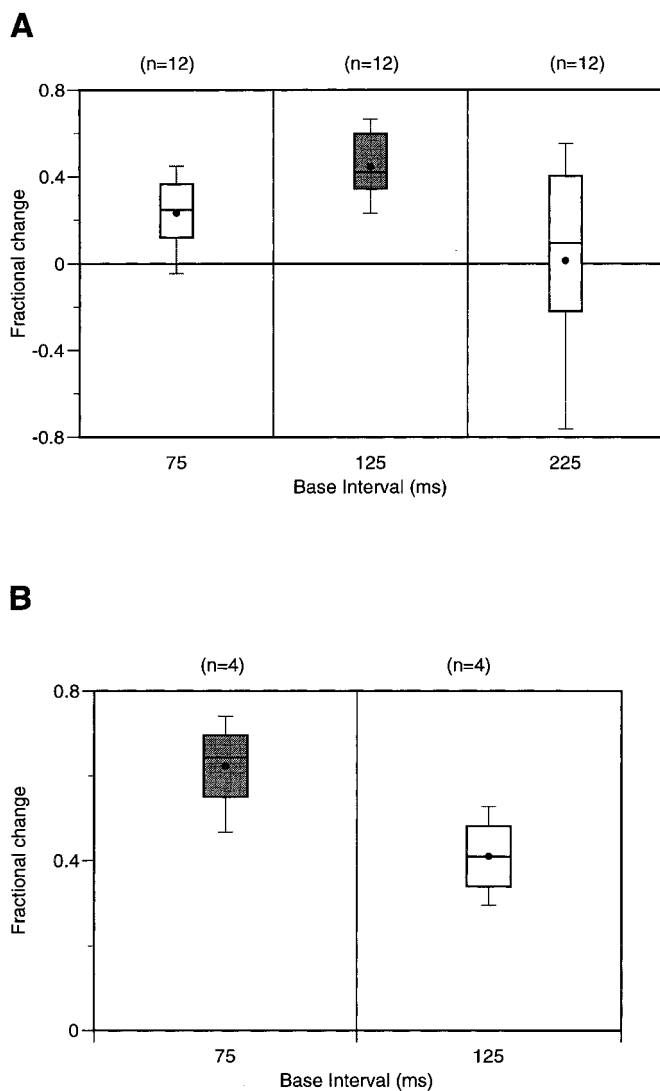 A
(n=12) (n=12) (n=12)
0.8
0.4
0
-0.4
-0.8
Fractional change
75 125 225
Base Interval (ms)
B
(n=4) (n=4)
0.8
0.4
0
Fractional change
75 125
Base Interval (ms)